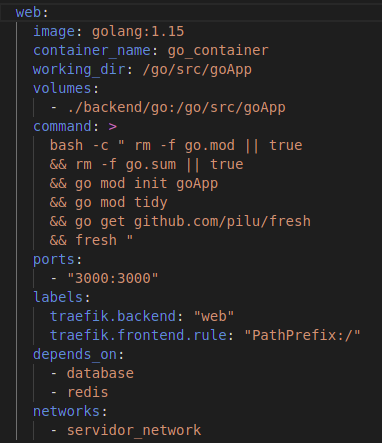 web:
  image: golang:1.15
  container_name: go_container
  working_dir: /go/src/goApp
  volumes:
    - ./backend/go:/go/src/goApp
  command: >
    bash -c " rm -f go.mod || true
    && rm -f go.sum || true
    && go mod init goApp
    && go mod tidy
    && go get github.com/pilu/fresh
    && fresh "
  ports:
    - "3000:3000"
  labels:
    traefik.backend: "web"
    traefik.frontend.rule: "PathPrefix:/"
  depends_on:
    - database
    - redis
  networks:
    - servidor_network